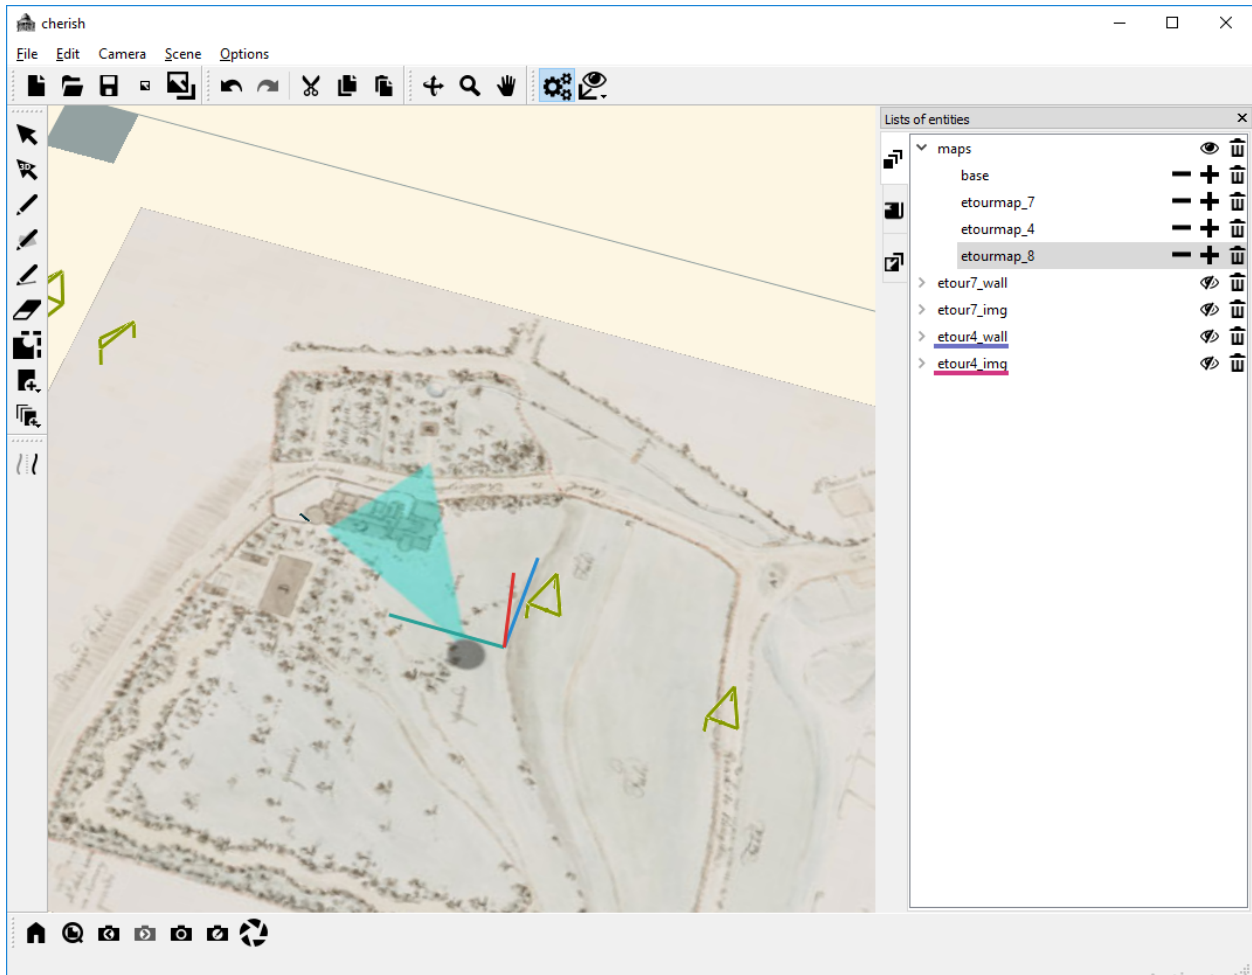 cherish
File Edit Camera Scene Options
Lists of entities
maps
base
etourmap_7
etourmap_4
etourmap_8
etour7_wall
etour7_img
etour4_wall
etour4_img